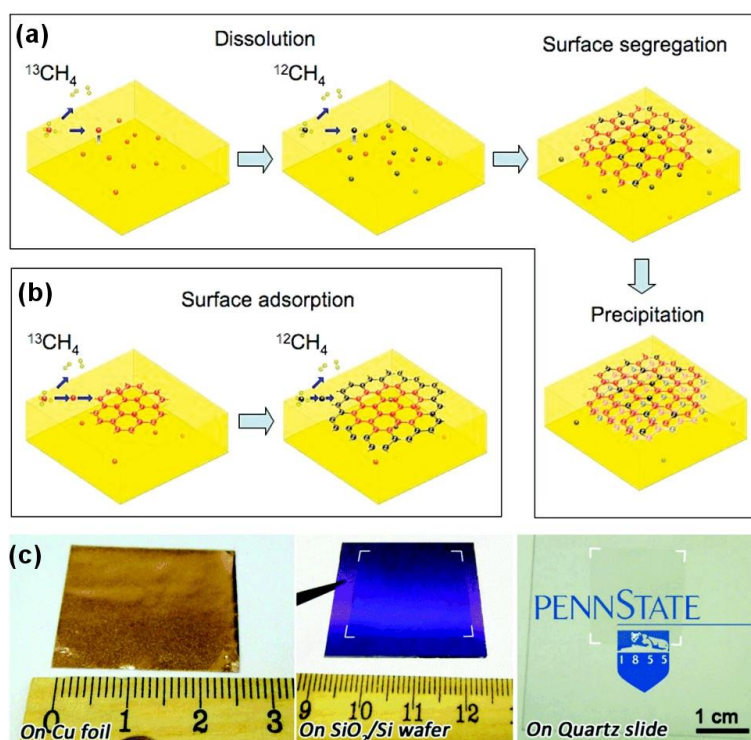 (a)
Dissolution
Surface segregation
¹³CH₄
¹²CH₄
(b)
Surface adsorption
Precipitation
¹³CH₄
¹²CH₄
(c)
PENNSTATE
1855
0 1 2 3
On Cu foil
9 10 11 12
On SiO₂/Si wafer
On Quartz slide
1 cm